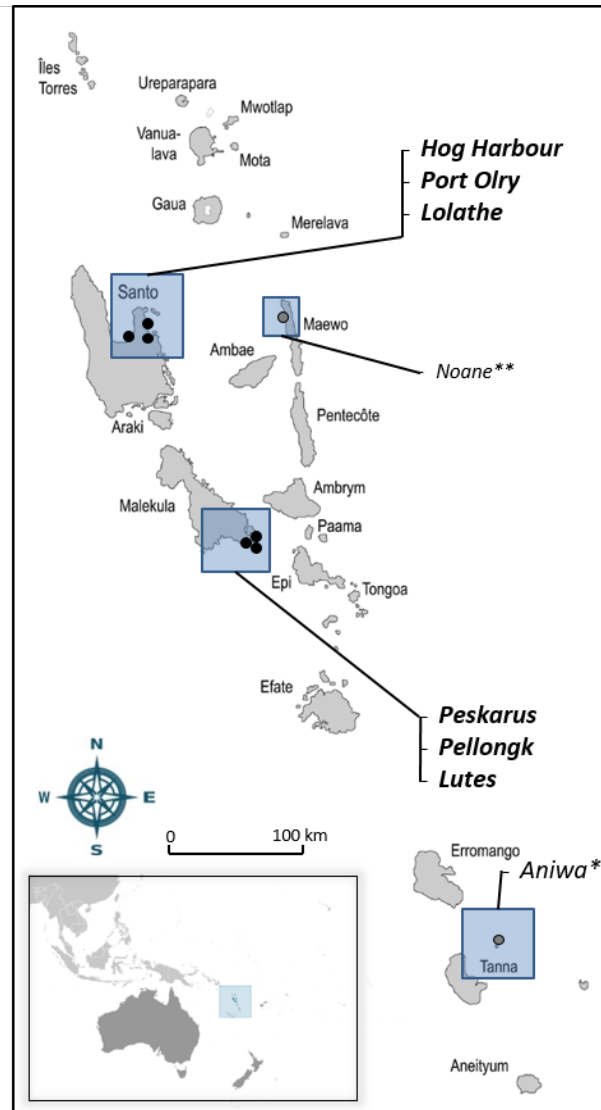 Îles
Torres
Ureparapara
Mwotlap
Vanua-
lava
Mota
Hog Harbour
Port Olry
Lolathe
Gaua
Merelava
Santo
Maewo
Ambae
Noane**
Pentecôte
Araki
Malekula
Ambrym
Paama
Epi
Tongoa
Efate
Peskarus
Pellongk
Lutes
N
W
E
S
0
100 km
Erromango
Aniwa*
Tanna
Aneityum